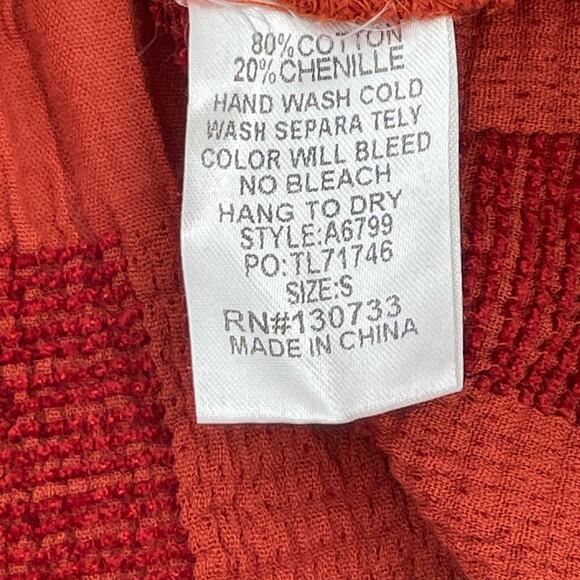 80% COTTON
20% CHENILLE
HAND WASH COLD
WASH SEPARA TELY
COLOR WILL BLEED
NO BLEACH
HANG TO DRY
STYLE:A6799
PO:TL71746
SIZE:S
RN#130733
MADE IN CHINA